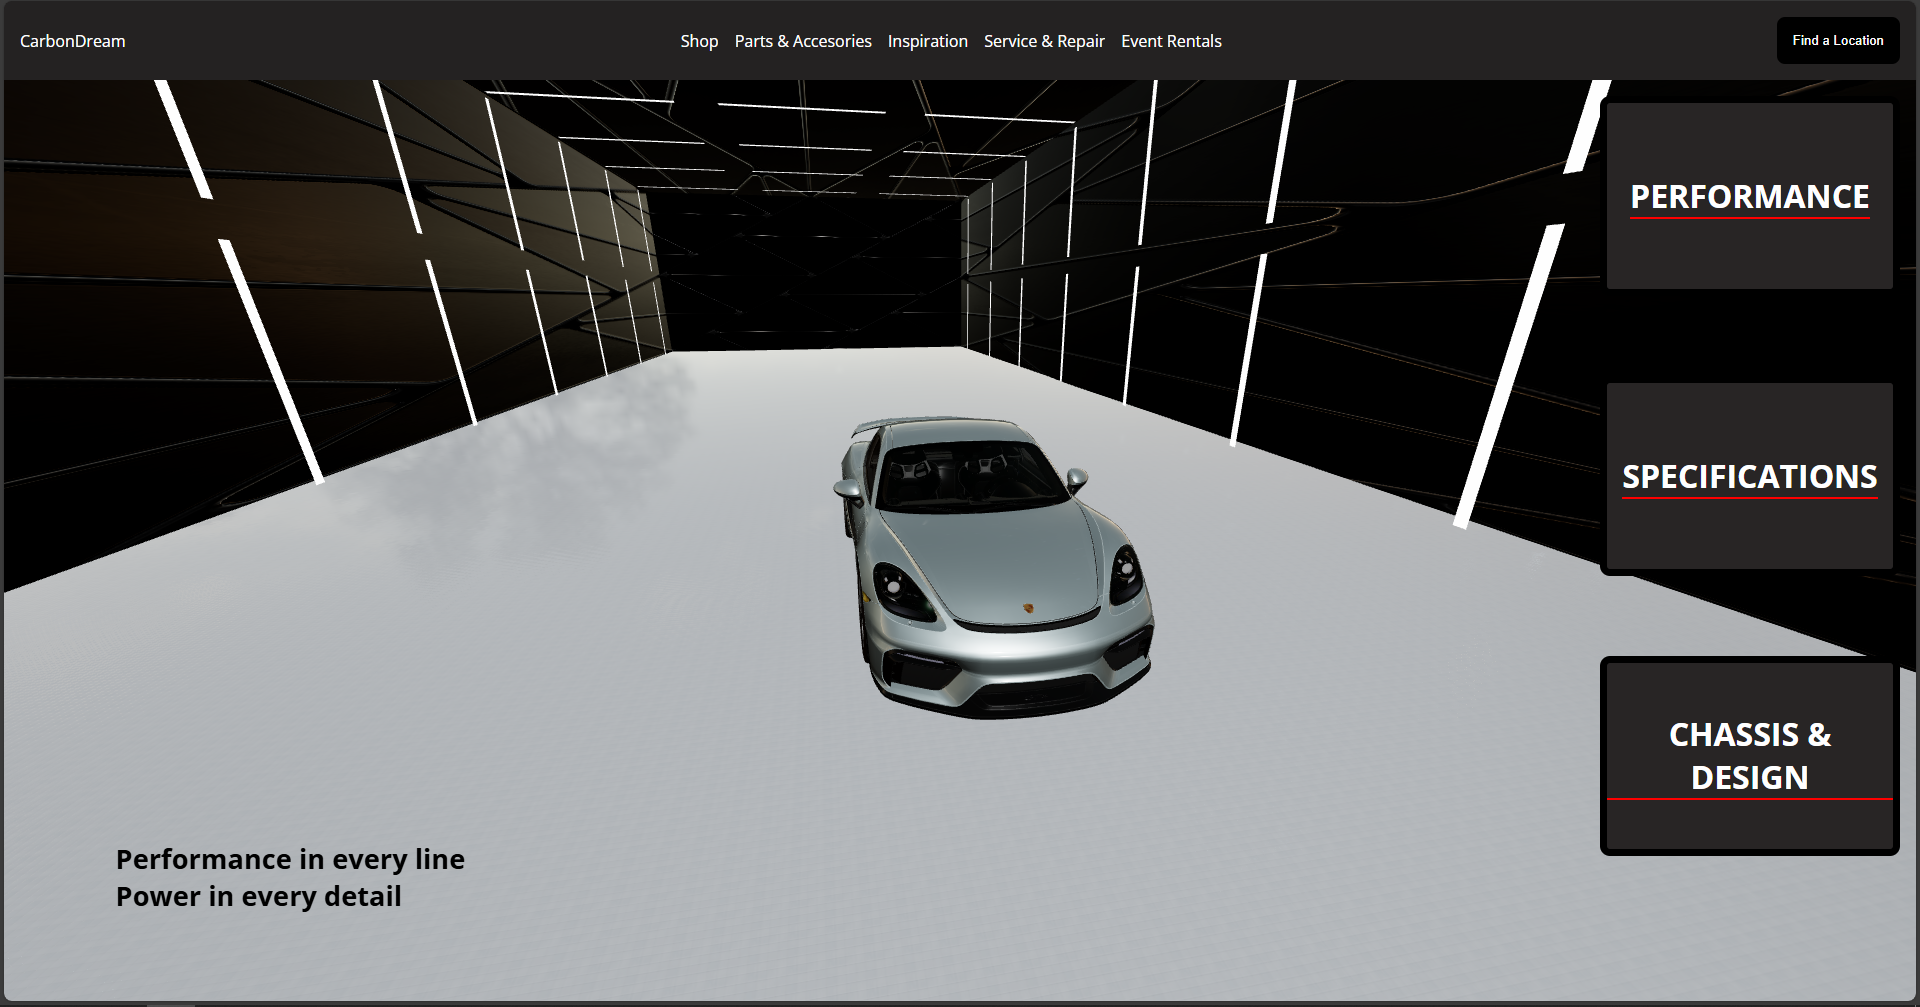 CarbonDream
Shop Parts & Accesories Inspiration Service & Repair Event Rentals
Find a Location
PERFORMANCE
SPECIFICATIONS
CHASSIS &
DESIGN
Performance in every line
Power in every detail